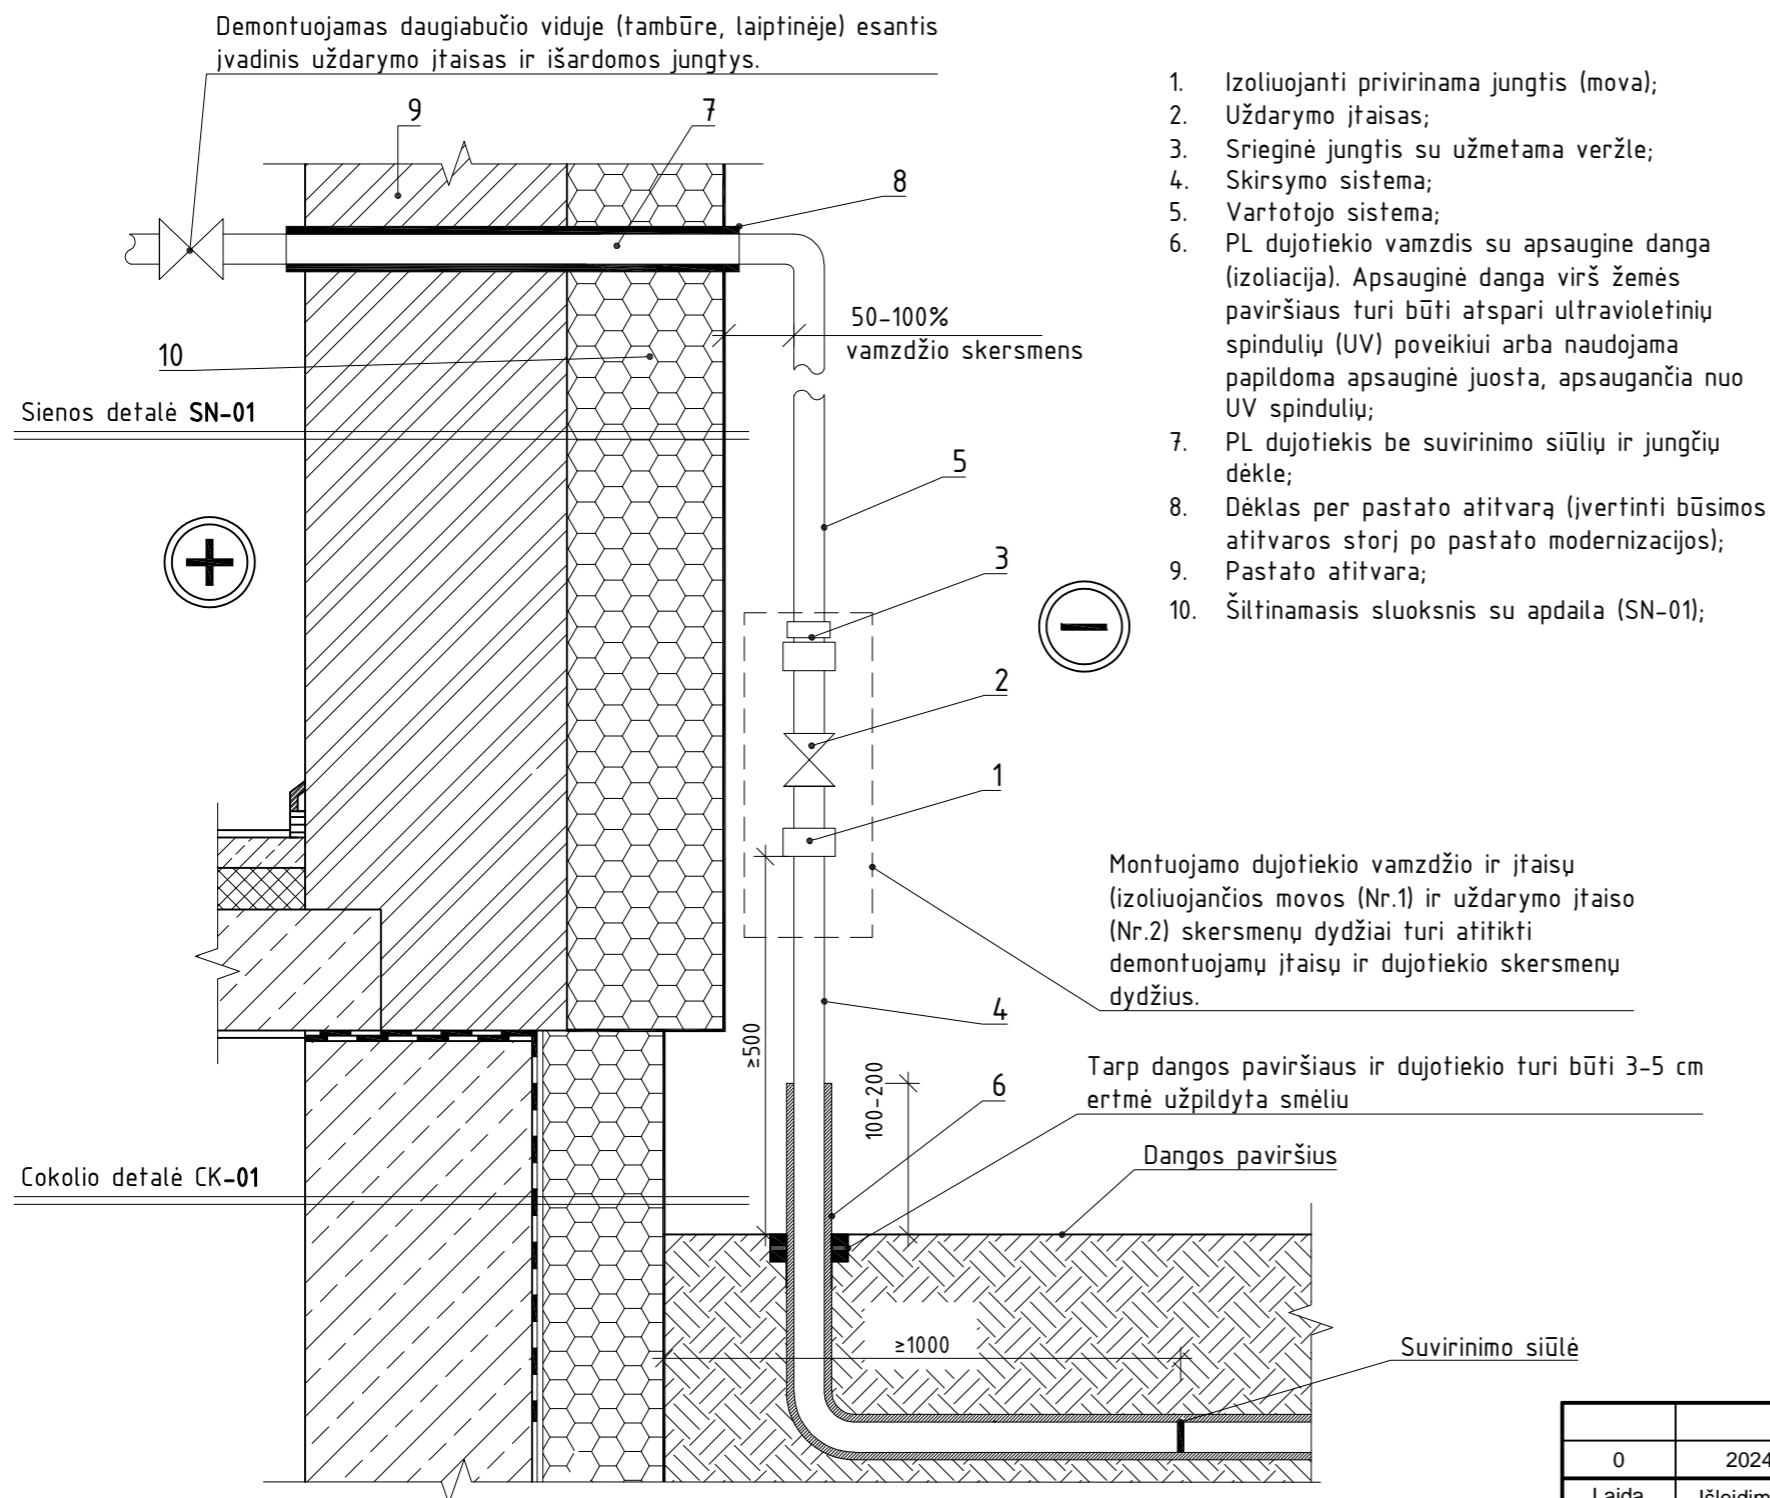 Demontuojamas daugiabučio viduje (tambūre, laiptinėje) esantis
įvadinis uždarymo įtaisas ir išardomos jungtys.
9
7
8
50-100%
vamzdžio skersmens
10
Sienos detalė SN-01
5
3
2
1
4
≥500
100-200
6
Cokolio detalė CK-01
≥1000
1. Izoliuojanti privirinama jungtis (mova);
2. Uždarymo įtaisas;
3. Srieginė jungtis su užmetama veržle;
4. Skirsymo sistema;
5. Vartotojo sistema;
6. PL dujotiekio vamzdis su apsaugine danga
(izoliacija). Apsauginė danga virš žemės
paviršiaus turi būti atspari ultravioletinių
spindulių (UV) poveikiui arba naudojama
papildoma apsauginė juosta, apsaugančia nuo
UV spindulių;
7. PL dujotiekis be suvirinimo siūlių ir jungčių
dėkle;
8. Dėklas per pastato atitvarą (įvertinti būsimos
atitvaros storį po pastato modernizacijos);
9. Pastato atitvara;
10. Šiltinamasis sluoksnis su apdaila (SN-01);
Montuojamo dujotiekio vamzdžio ir įtaisų
(izoliuojančios movos (Nr.1) ir uždarymo įtaiso
(Nr.2) skersmenų dydžiai turi atitikti
demontuojamų įtaisų ir dujotiekio skersmenų
dydžius.
Tarp dangos paviršiaus ir dujotiekio turi būti 3-5 cm
ertmė užpildyta smėliu
Dangos paviršius
Suvirinimo siūlė
0 2024
Laida Išleidim